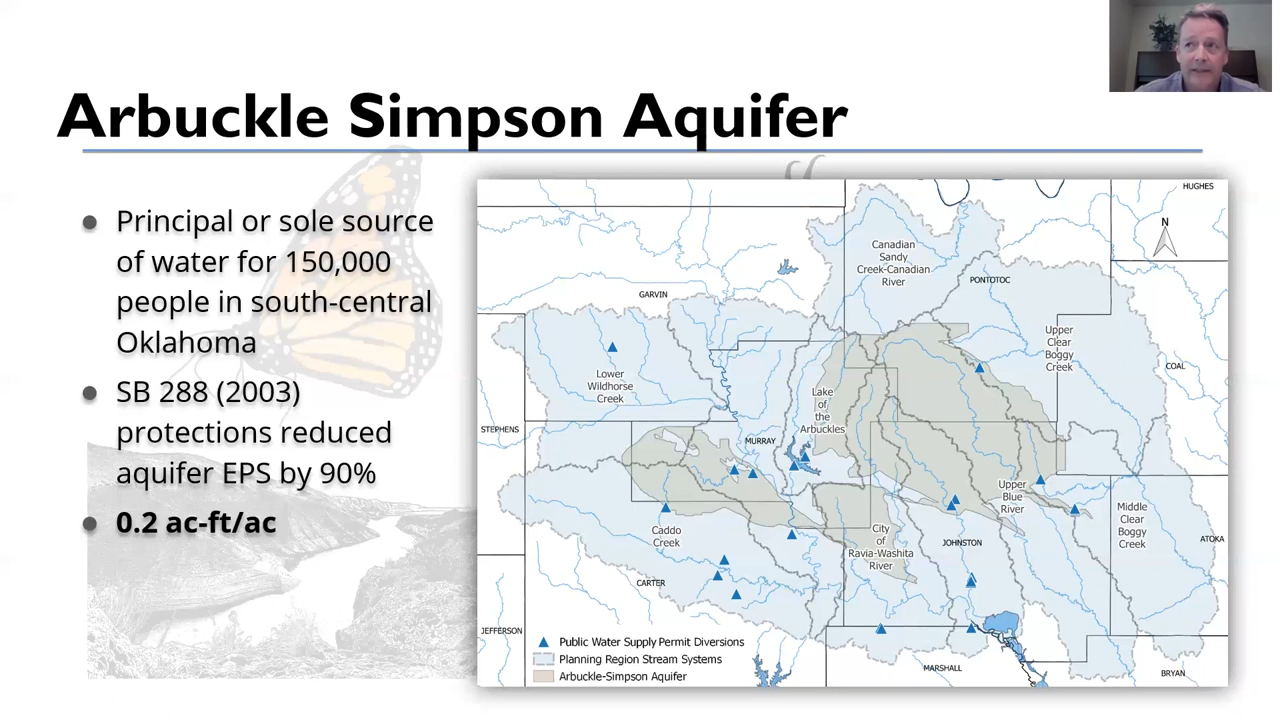 Arbuckle Simpson Aquifer
● Principal or sole source
of water for 150,000
people in south-central
Oklahoma
● SB 288 (2003)
protections reduced
aquifer EPS by 90%
● 0.2 ac-ft/ac
HUGHES
N
Canadian
Sandy
Creek-Canadian
River
PONTOTOC
GARVIN
Upper
Clear
Boggy
Creek
COAL
Lower
Wildhorse
Creek
Lake
of
the
Arbuckles
STEPHENS
MURRAY
Upper
Blue
River
Middle
Clear
Boggy
Creek
Caddo
Creek
City
of
Ravia-Washita
River
JOHNSTON
ATOKA
CARTER
JEFFERSON
Public Water Supply Permit Diversions
Planning Region Stream Systems
Arbuckle-Simpson Aquifer
MARSHALL
BRYAN